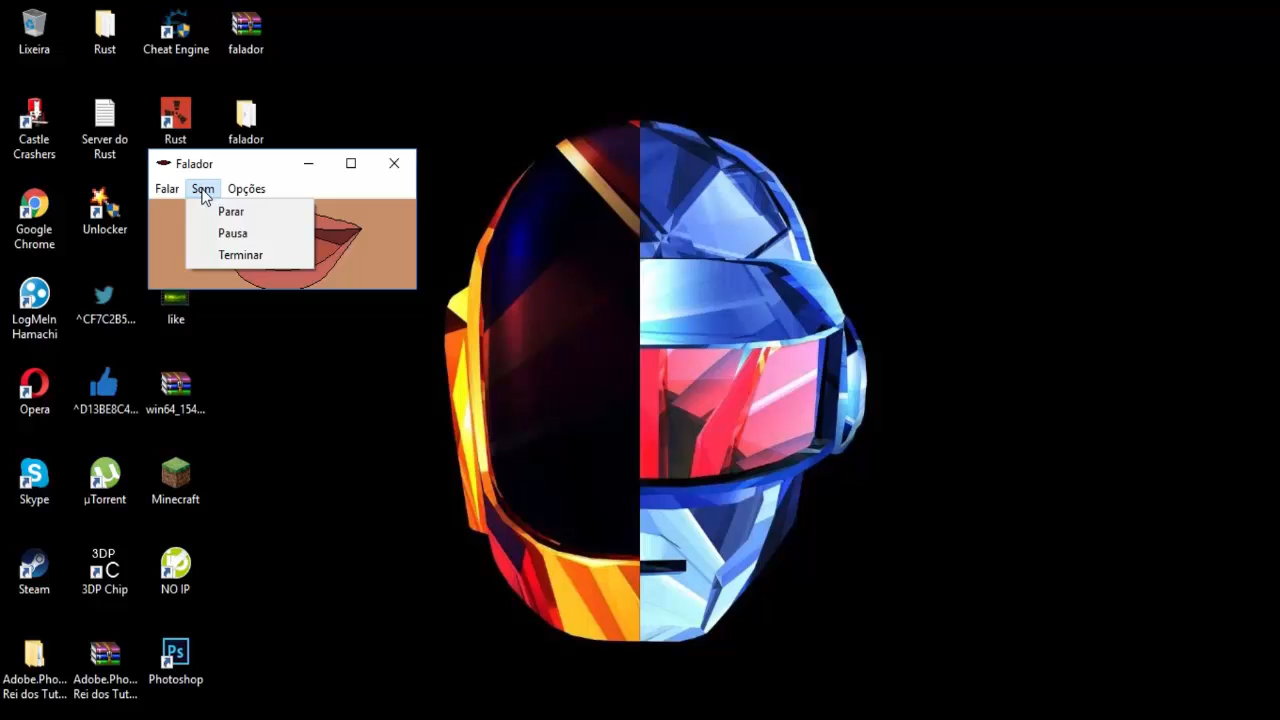 Lixeira
Rust
Cheat Engine
falador
Castle
Crashers
Server do
Rust
Rust
falador
Falador
Falar
Som
Opções
Parar
Pausa
Terminar
Google
Chrome
Unlocker
LogMeIn
Hamachi
^CF7C2B5...
like
Opera
^D13BE8C4...
win64_154...
Skype
µTorrent
Minecraft
Steam
3DP
C
3DP Chip
NO IP
Adobe.Pho...
Rei dos Tut...
Adobe.Pho...
Rei dos Tut...
Ps
Photoshop